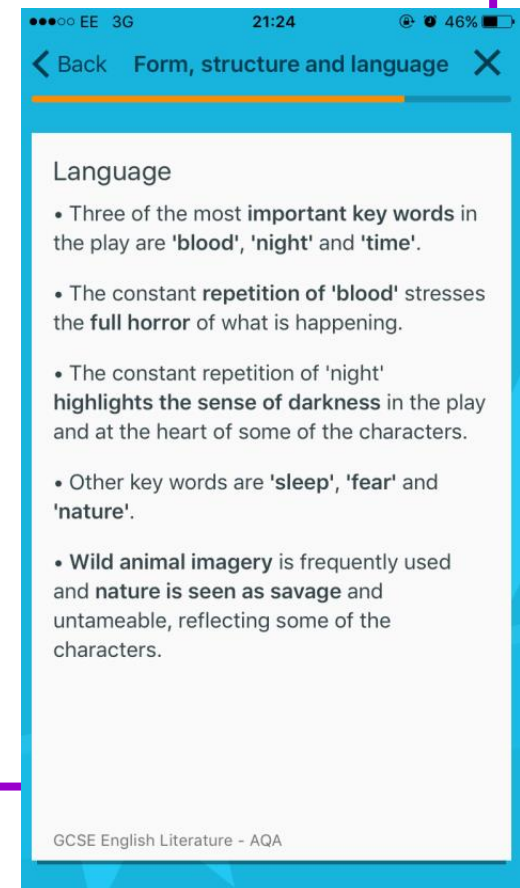 ●●●○○ EE 3G 21:24 46%
Back Form, structure and language
Language
• Three of the most important key words in
the play are 'blood', 'night' and 'time'.
• The constant repetition of 'blood' stresses
the full horror of what is happening.
• The constant repetition of 'night'
highlights the sense of darkness in the play
and at the heart of some of the characters.
• Other key words are 'sleep', 'fear' and
'nature'.
• Wild animal imagery is frequently used
and nature is seen as savage and
untameable, reflecting some of the
characters.
GCSE English Literature - AQA